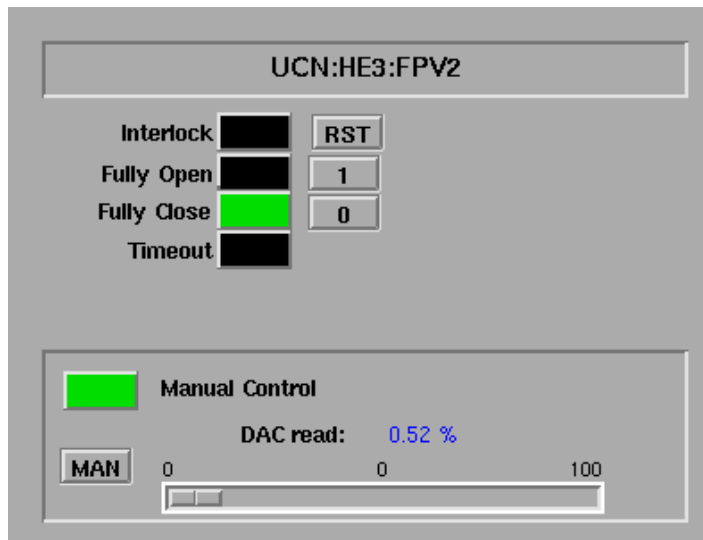 UCN:HE3:FPV2
Interlock RST
Fully Open 1
Fully Close 0
Timeout
Manual Control
DAC read: 0.52 %
MAN 0 0 100